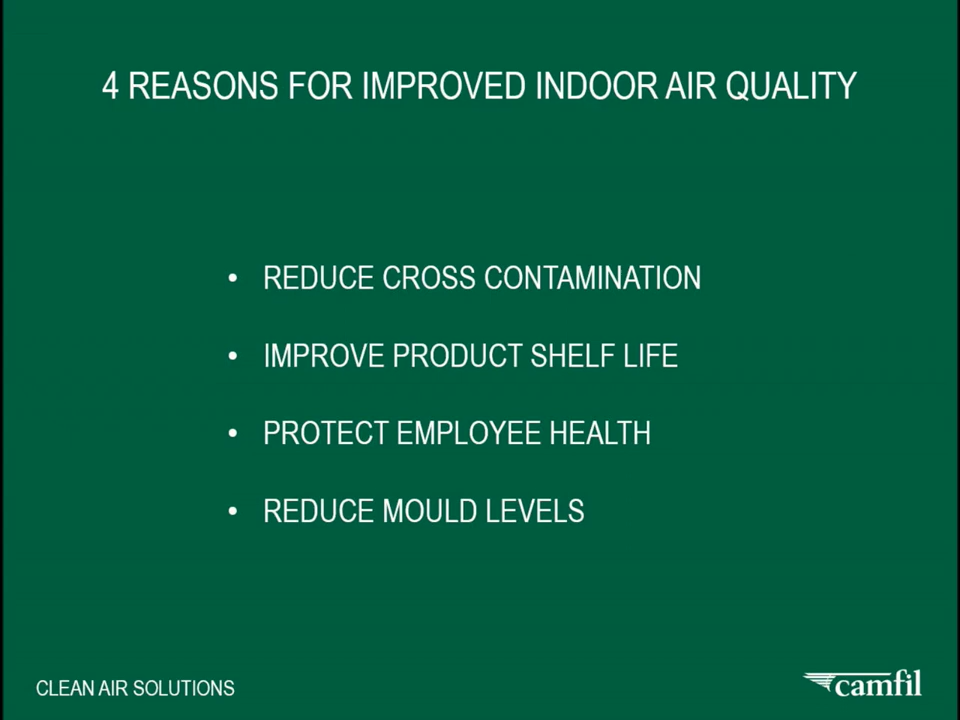 4 REASONS FOR IMPROVED INDOOR AIR QUALITY
• REDUCE CROSS CONTAMINATION
• IMPROVE PRODUCT SHELF LIFE
• PROTECT EMPLOYEE HEALTH
• REDUCE MOULD LEVELS
CLEAN AIR SOLUTIONS
camfil